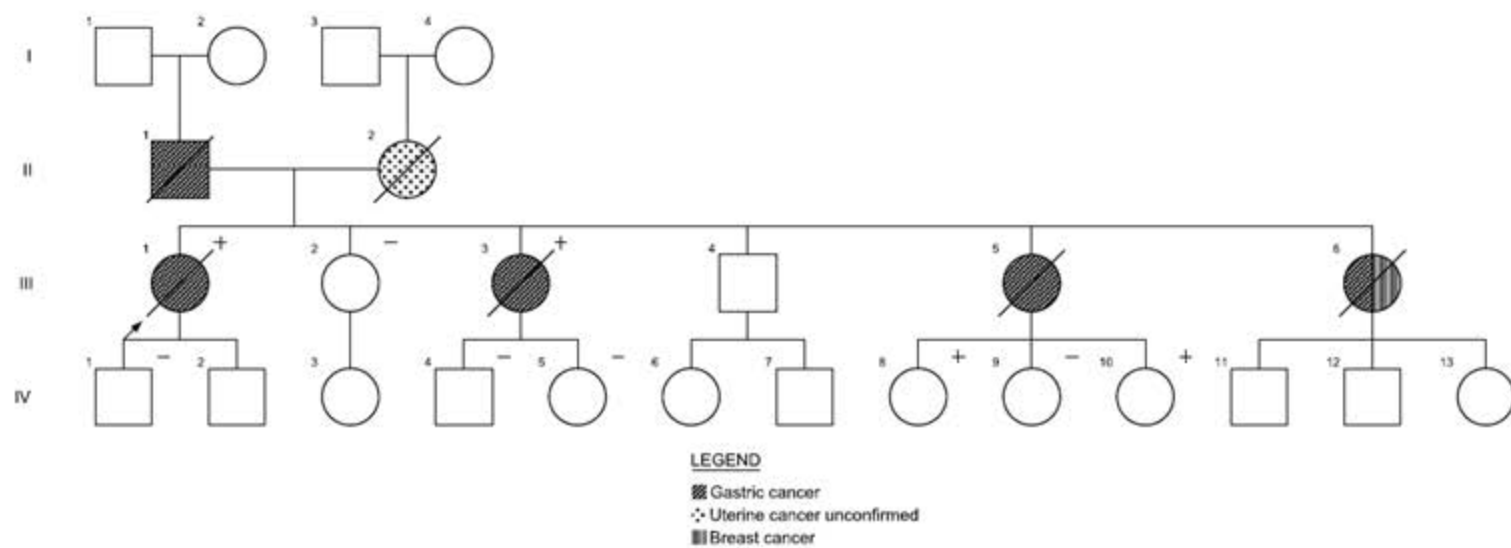 1 2 3 4
I
1 2
II
1 + 2 − 3 + 4 5 6
III
1 − 2 3 4 − 5 − 6 7 8 + 9 − 10 + 11 12 13
IV
LEGEND
Gastric cancer
Uterine cancer unconfirmed
Breast cancer